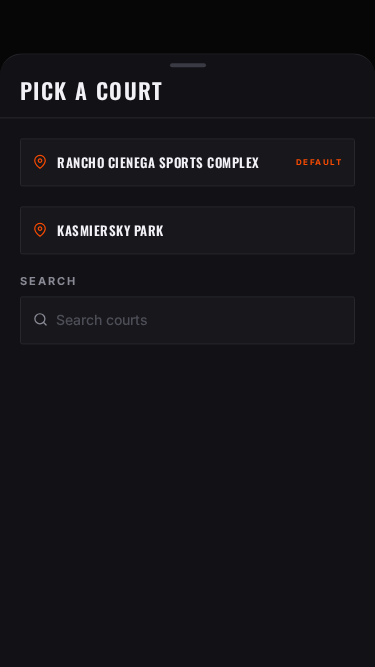 PICK A COURT
RANCHO CIENEGA SPORTS COMPLEX DEFAULT
KASMIERSKY PARK
SEARCH
Search courts